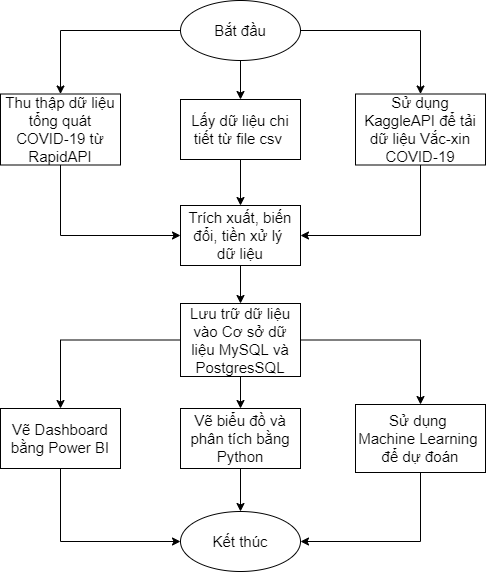 Bắt đầu
Thu thập dữ liệu
tổng quát
COVID-19 từ
RapidAPI
Lấy dữ liệu chi
tiết từ file csv
Sử dụng
KaggleAPI để tải
dữ liệu Vắc-xin
COVID-19
Trích xuất, biến
đổi, tiền xử lý
dữ liệu
Lưu trữ dữ liệu
vào Cơ sở dữ
liệu MySQL và
PostgresSQL
Vẽ Dashboard
bằng Power BI
Vẽ biểu đồ và
phân tích bằng
Python
Sử dụng
Machine Learning
để dự đoán
Kết thúc